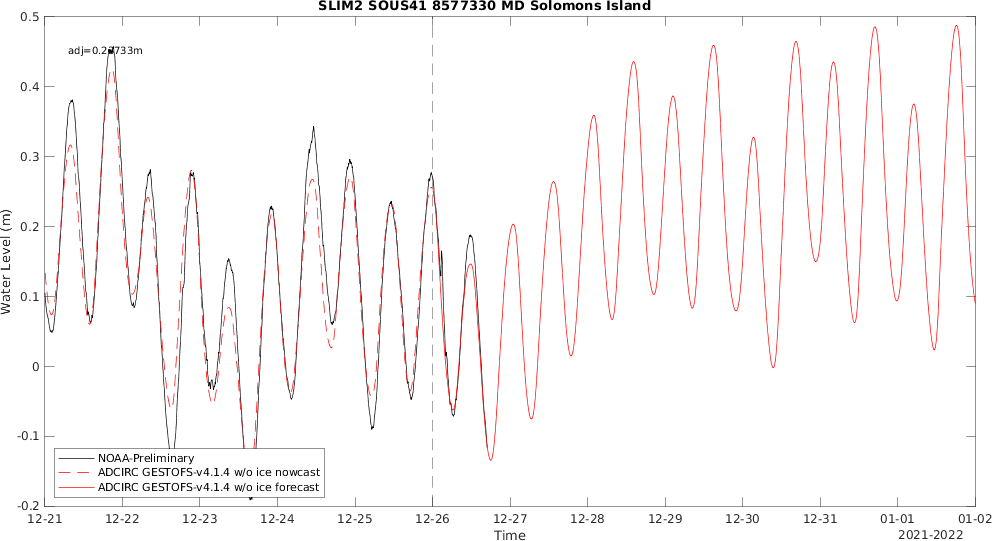 SLIM2 SOUS41 8577330 MD Solomons Island
0.5
0.4
0.3
0.2
0.1
0
-0.1
-0.2
Water Level (m)
NOAA-Preliminary
ADCIRC GESTOFS-v4.1.4 w/o ice nowcast
ADCIRC GESTOFS-v4.1.4 w/o ice forecast
12-21 12-22 12-23 12-24 12-25 12-26 12-27 12-28 12-29 12-30 12-31 01-01 01-02
Time
2021-2022